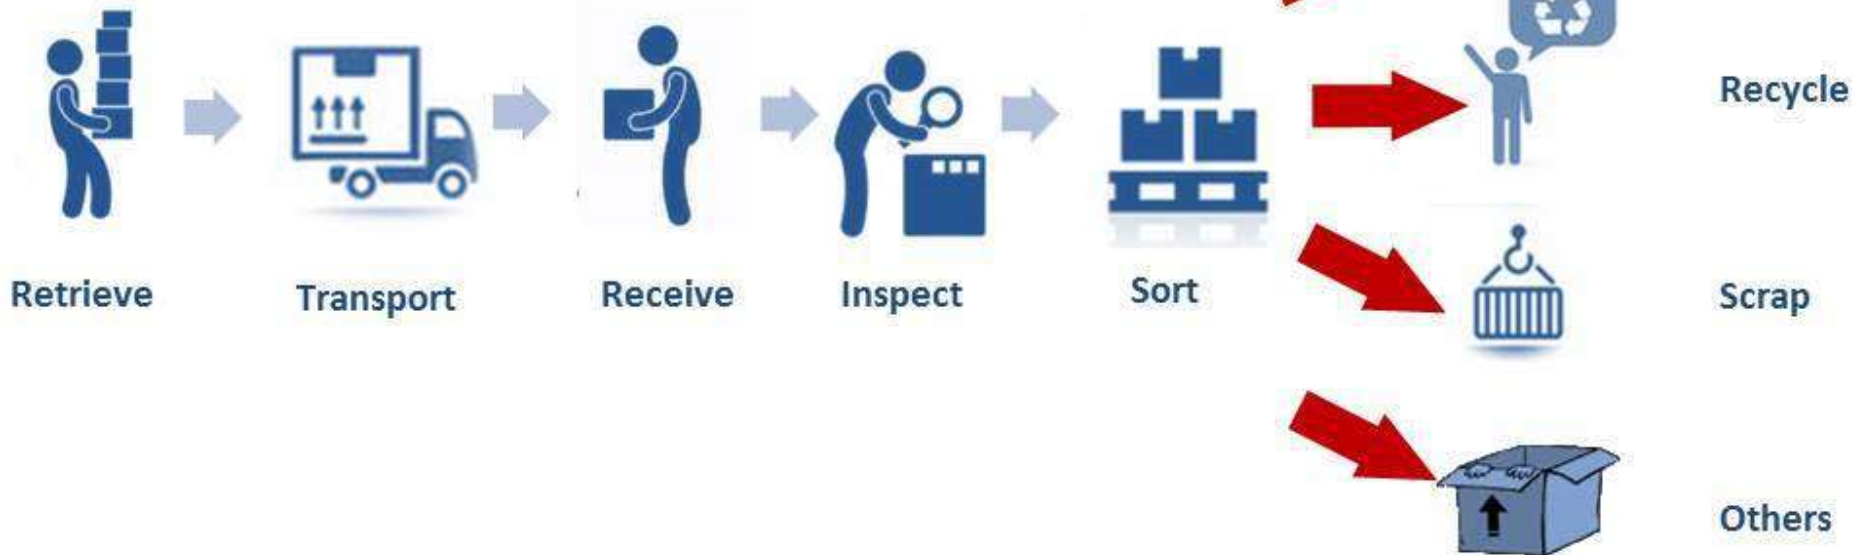 Recycle
Retrieve
Transport
Receive
Inspect
Sort
Scrap
Others